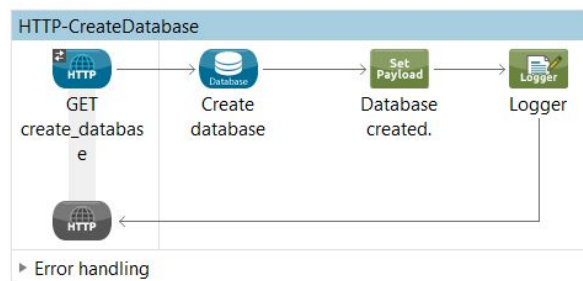 HTTP-CreateDatabase
HTTP
Database
Set
Payload
Logger
GET
create_databas
e
Create
database
Database
created.
Logger
HTTP
Error handling